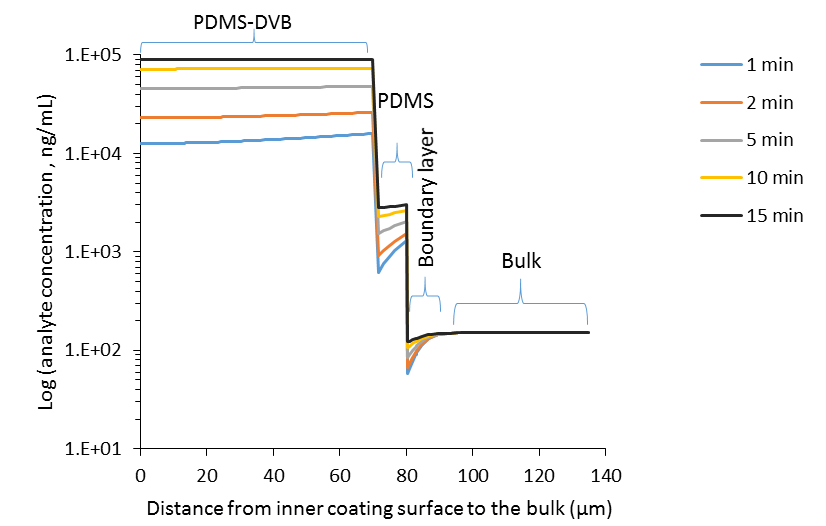 PDMS-DVB
1.E+05
1.E+04
1.E+03
1.E+02
1.E+01
Log (analyte concentration , ng/mL)
PDMS
Boundary layer
Bulk
0
20
40
60
80
100
120
140
Distance from inner coating surface to the bulk (μm)
1 min
2 min
5 min
10 min
15 min